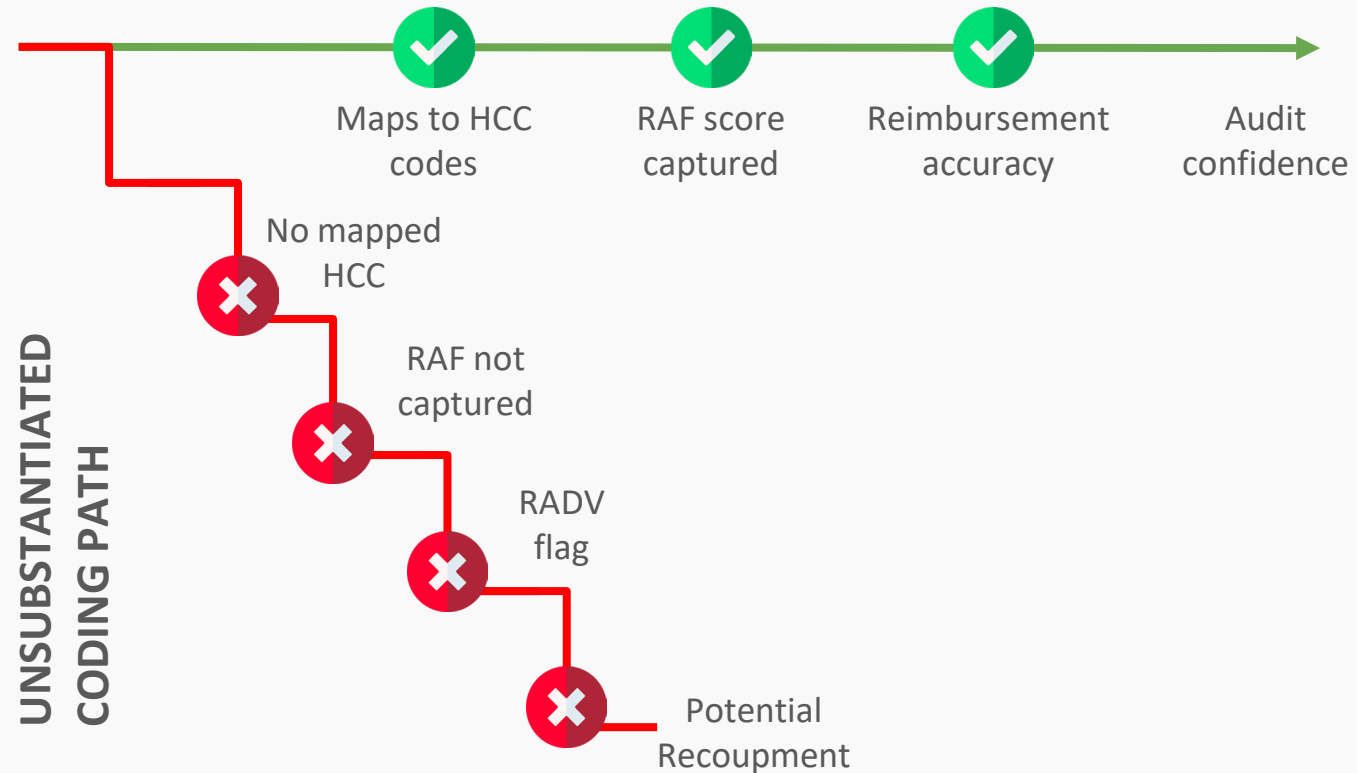 Maps to HCC
codes
RAF score
captured
Reimbursement
accuracy
Audit
confidence
No mapped
HCC
RAF not
captured
RADV
flag
Potential
Recoupment
UNSUBSTANTIATED
CODING PATH